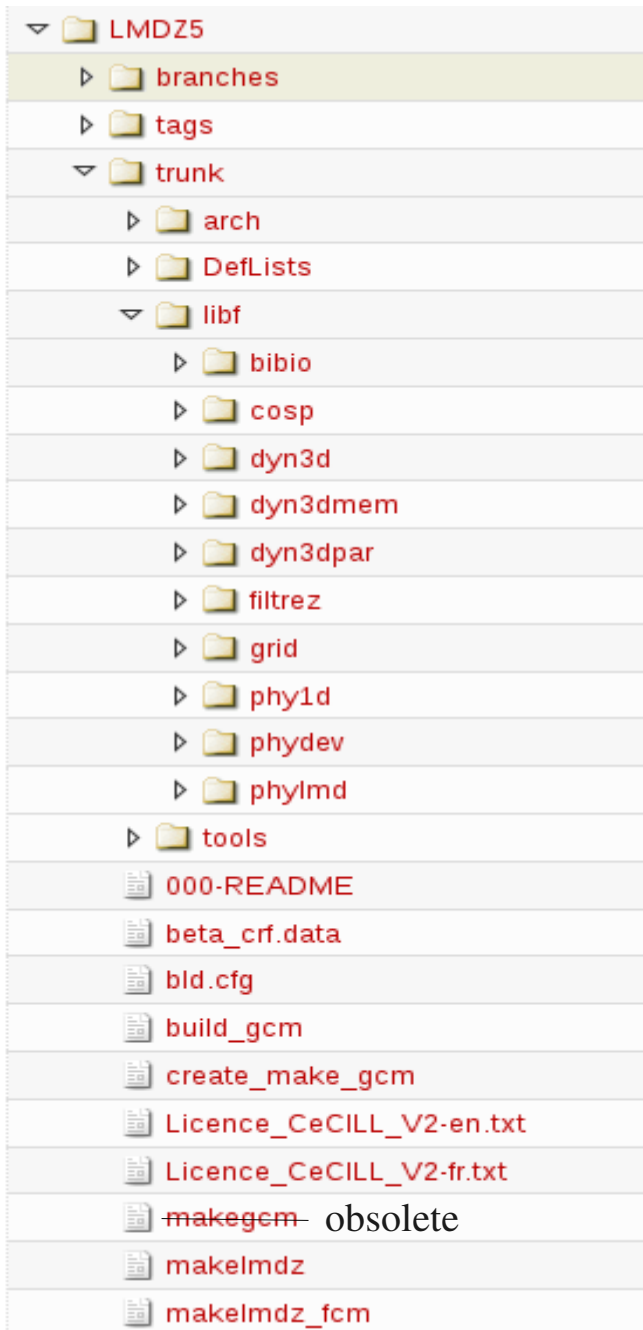 LMDZ5
branches
tags
trunk
arch
DefLists
libf
bibio
cosp
dyn3d
dyn3dmem
dyn3dpar
filtrez
grid
phy1d
phydev
phylmd
tools
000-README
beta_crf.data
bld.cfg
build_gcm
create_make_gcm
Licence_CeCILL_V2-en.txt
Licence_CeCILL_V2-fr.txt
makegcm obsolete
makelmdz
makelmdz_fcm